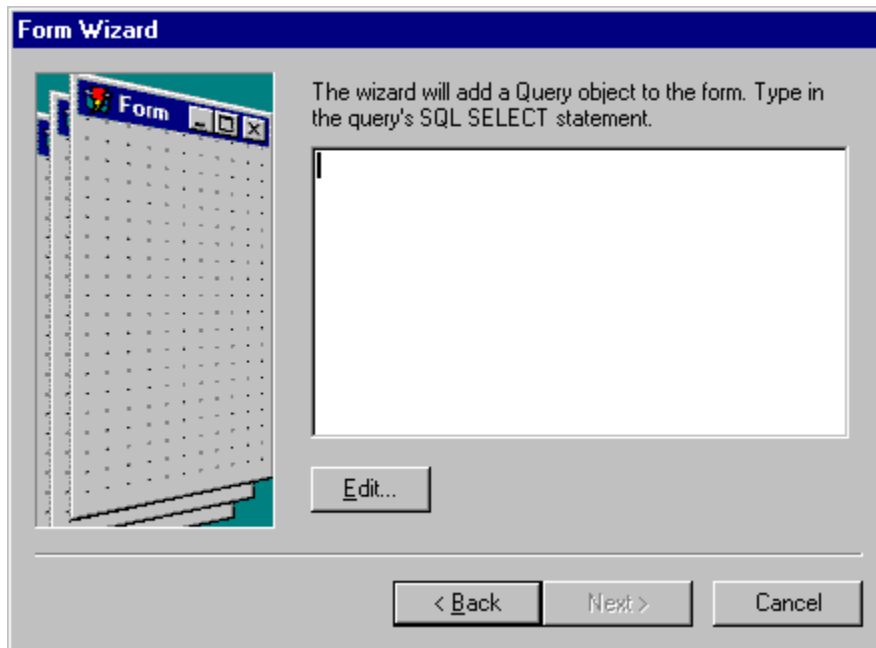 Form Wizard
Form
The wizard will add a Query object to the form. Type in
the query's SQL SELECT statement.
Edit...
< Back
Next >
Cancel